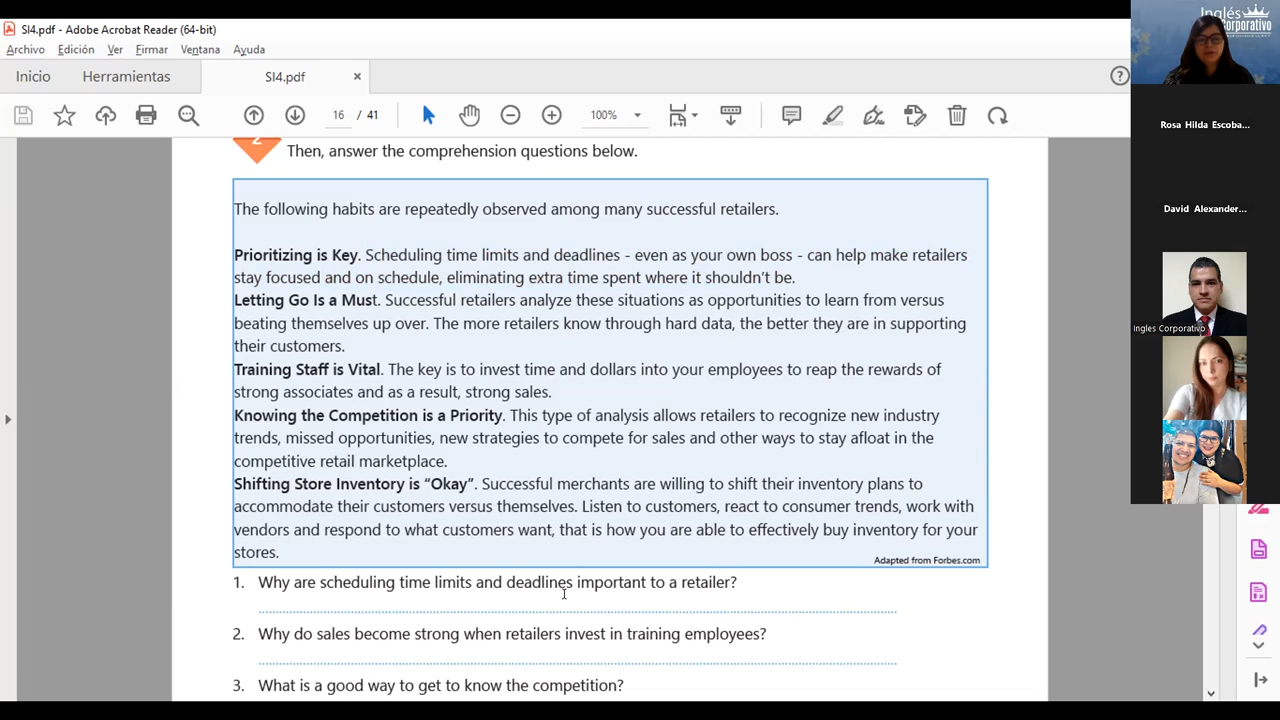 SI4.pdf - Adobe Acrobat Reader (64-bit)
Archivo Edición Ver Firmar Ventana Ayuda
Inicio Herramientas SI4.pdf ×
16 / 41 100%
2
Then, answer the comprehension questions below.
The following habits are repeatedly observed among many successful retailers.
Prioritizing is Key. Scheduling time limits and deadlines - even as your own boss - can help make retailers
stay focused and on schedule, eliminating extra time spent where it shouldn't be.
Letting Go Is a Must. Successful retailers analyze these situations as opportunities to learn from versus
beating themselves up over. The more retailers know through hard data, the better they are in supporting
their customers.
Training Staff is Vital. The key is to invest time and dollars into your employees to reap the rewards of
strong associates and as a result, strong sales.
Knowing the Competition is a Priority. This type of analysis allows retailers to recognize new industry
trends, missed opportunities, new strategies to compete for sales and other ways to stay afloat in the
competitive retail marketplace.
Shifting Store Inventory is “Okay”. Successful merchants are willing to shift their inventory plans to
accommodate their customers versus themselves. Listen to customers, react to consumer trends, work with
vendors and respond to what customers want, that is how you are able to effectively buy inventory for your
stores.
Adapted from Forbes.com
1. Why are scheduling time limits and deadlines important to a retailer?
2. Why do sales become strong when retailers invest in training employees?
3. What is a good way to get to know the competition?
Inglés
Corporativo
Rosa Hilda Escoba...
David Alexander...
Ingles Corporativo